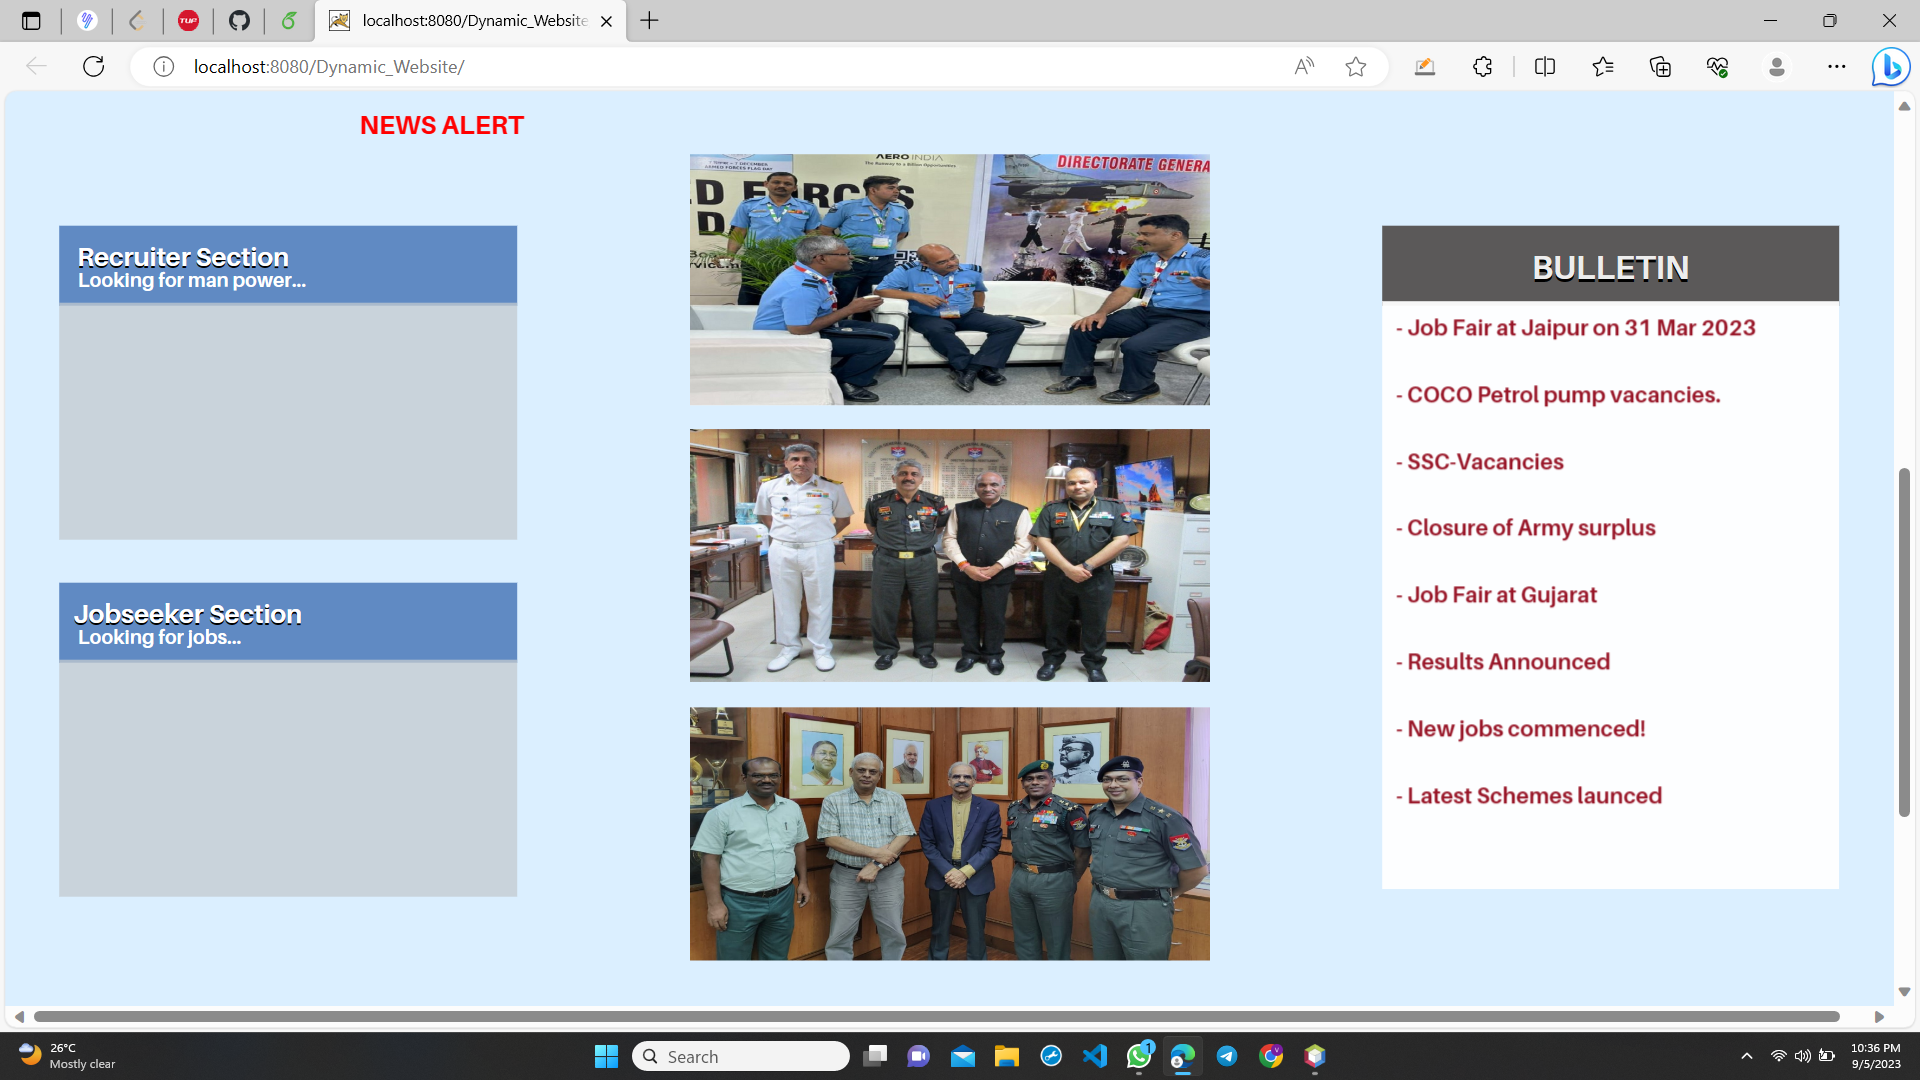 localhost:8080/Dynamic_Website
localhost:8080/Dynamic_Website/
NEWS ALERT
Recruiter Section
Looking for man power...
Jobseeker Section
Looking for jobs...
AERO INDIA
DIRECTORATE GENERA
BULLETIN
- Job Fair at Jaipur on 31 Mar 2023
- COCO Petrol pump vacancies.
- SSC-Vacancies
- Closure of Army surplus
- Job Fair at Gujarat
- Results Announced
- New jobs commenced!
- Latest Schemes launced
26°C
Mostly clear
Search
1
10:36 PM
9/5/2023